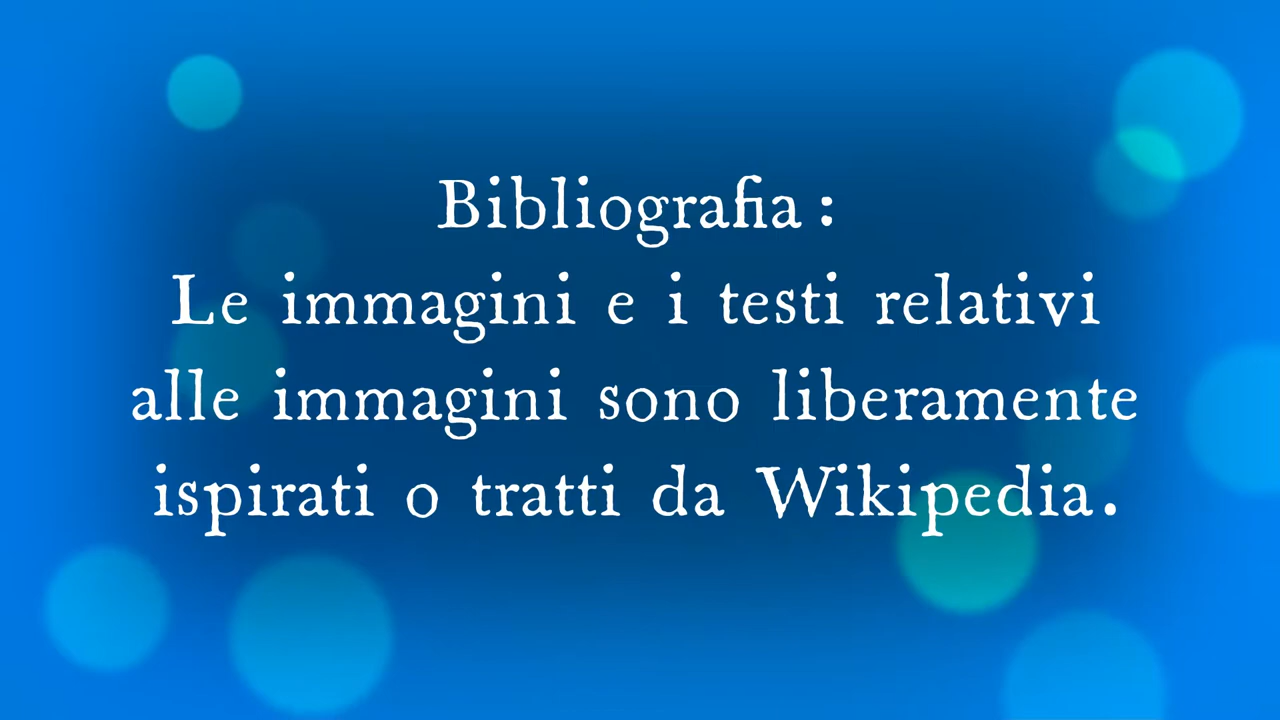 Bibliografia :
Le immagini e i testi relativi
alle immagini sono liberamente
ispirati o tratti da Wikipedia.